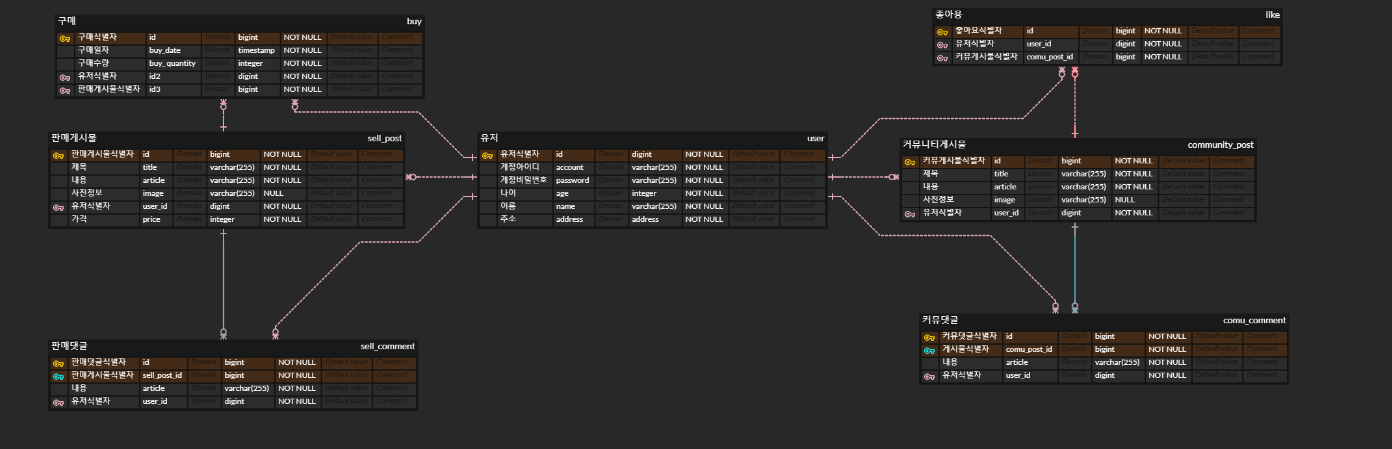 구매 buy
구매식별자 id Domain bigint NOT NULL Default value Comment
구매일자 buy_date Domain timestamp NOT NULL Default value Comment
구매수량 buy_quantity Domain integer NOT NULL Default value Comment
유저식별자 id2 Domain digint NOT NULL Default value Comment
판매게시물식별자 id3 Domain bigint NOT NULL Default value Comment
좋아용 like
좋아요식별자 id Domain bigint NOT NULL Default value Comment
유저식별자 user_id Domain digint NOT NULL Default value Comment
커뮤게시물식별자 comu_post_id Domain bigint NOT NULL Default value Comment
판매게시물 sell_post
판매게시물식별자 id Domain bigint NOT NULL Default value Comment
제목 title Domain varchar(255) NOT NULL Default value Comment
내용 article Domain varchar(255) NOT NULL Default value Comment
사진정보 image Domain varchar(255) NULL Default value Comment
유저식별자 user_id Domain digint NOT NULL Default value Comment
가격 price Domain integer NOT NULL Default value Comment
유저 user
유저식별자 id Domain digint NOT NULL Default value Comment
계정아이디 account Domain varchar(255) NOT NULL Default value Comment
계정비밀번호 password Domain varchar(255) NOT NULL Default value Comment
나이 age Domain integer NOT NULL Default value Comment
이름 name Domain varchar(255) NOT NULL Default value Comment
주소 address Domain address NOT NULL Default value Comment
커뮤니티게시물 community_post
커뮤게시물식별자 id Domain bigint NOT NULL Default value Comment
제목 title Domain varchar(255) NOT NULL Default value Comment
내용 article Domain varchar(255) NOT NULL Default value Comment
사진정보 image Domain varchar(255) NULL Default value Comment
유저식별자 user_id Domain digint NOT NULL Default value Comment
판매댓글 sell_comment
판매댓글식별자 id Domain bigint NOT NULL Default value Comment
판매게시물식별자 sell_post_id Domain bigint NOT NULL Default value Comment
내용 article Domain varchar(255) NOT NULL Default value Comment
유저식별자 user_id Domain digint NOT NULL Default value Comment
커뮤댓글 comu_comment
커뮤댓글식별자 id Domain bigint NOT NULL Default value Comment
게시물식별자 comu_post_id Domain bigint NOT NULL Default value Comment
내용 article Domain varchar(255) NOT NULL Default value Comment
유저식별자 user_id Domain digint NOT NULL Default value Comment